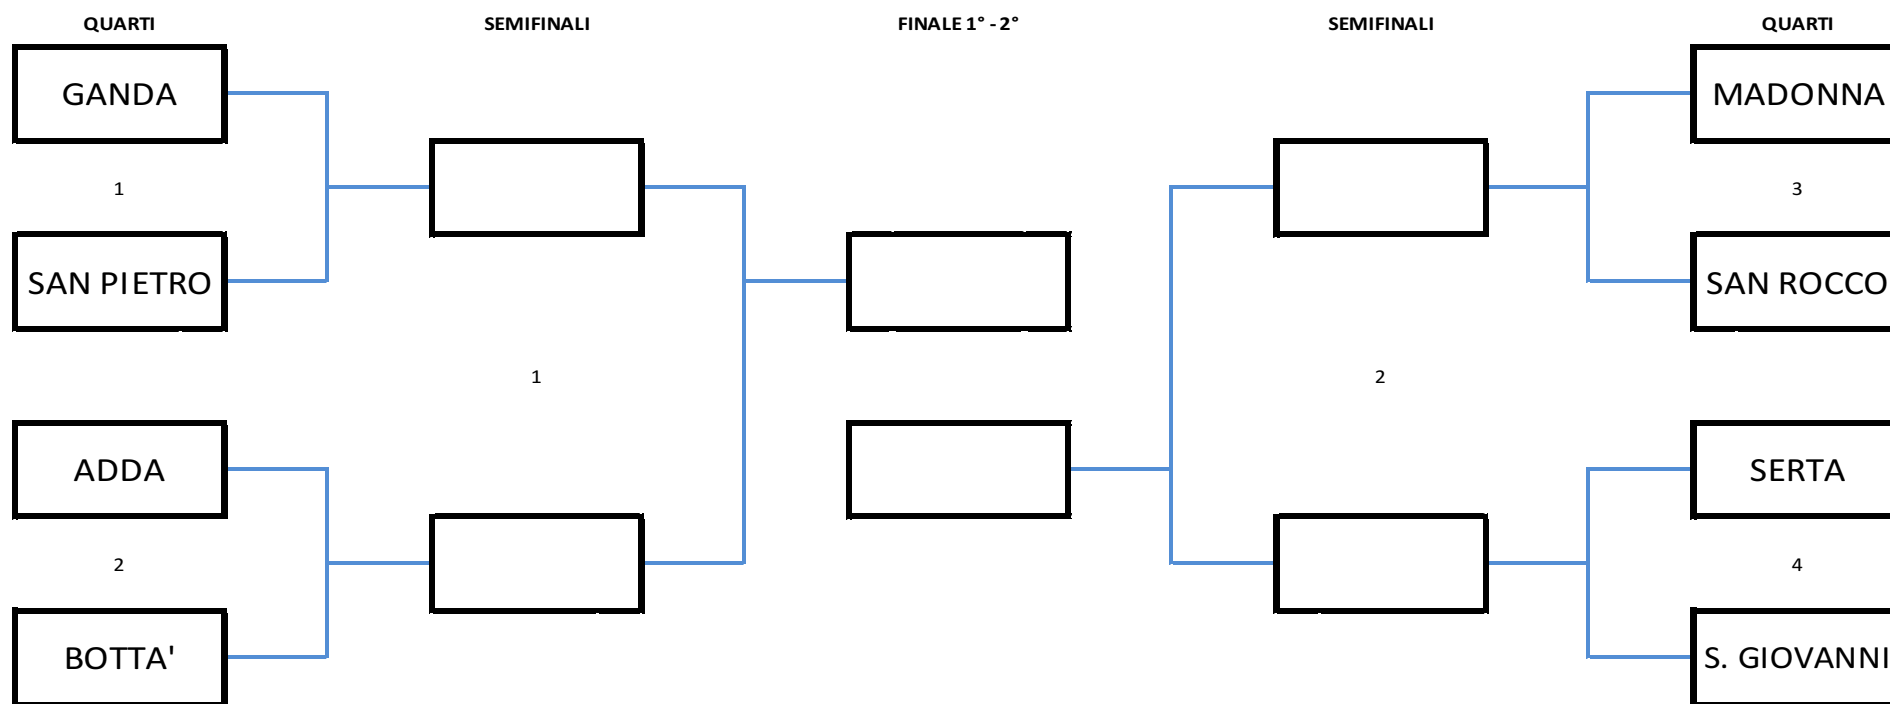 QUARTI
SEMIFINALI
FINALE 1° - 2°
SEMIFINALI
QUARTI
GANDA
MADONNA
1
3
SAN PIETRO
SAN ROCCO
1
2
ADDA
SERTA
2
4
BOTTA'
S. GIOVANNI